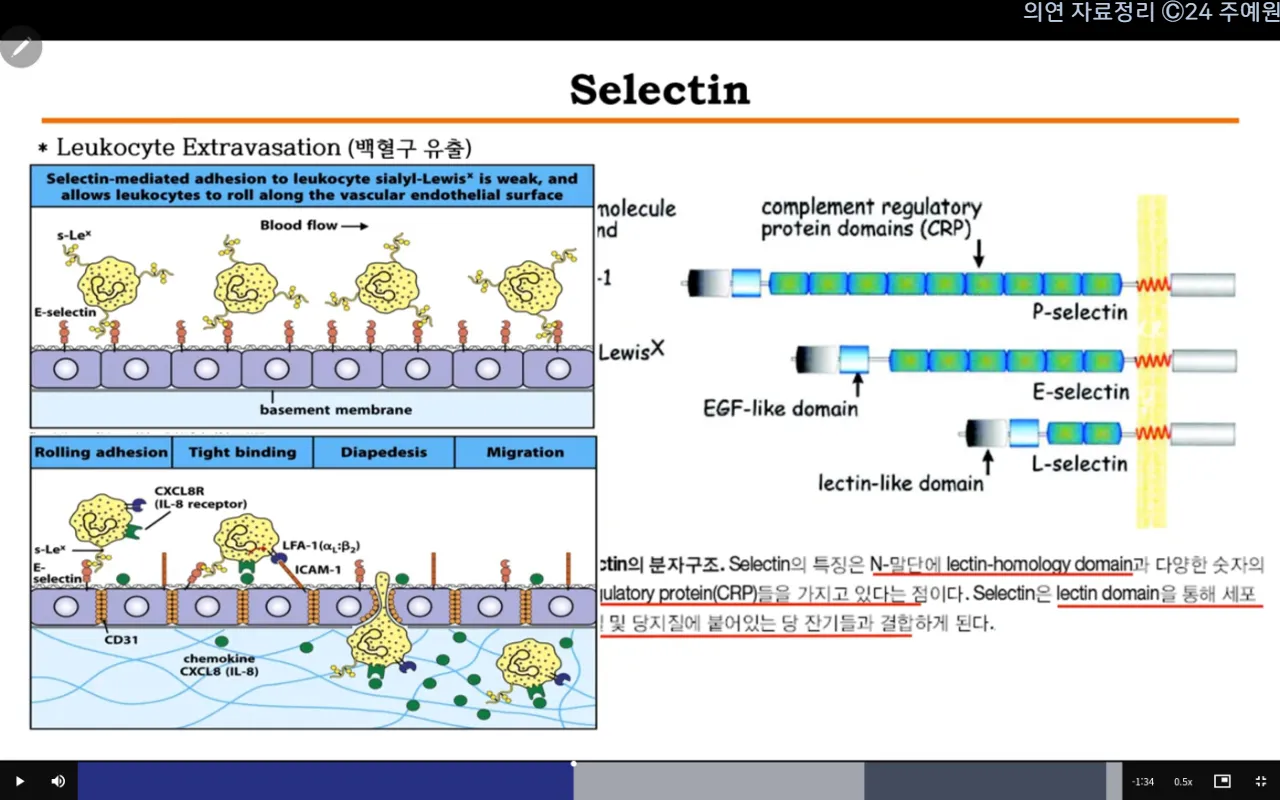 의연 자료정리 ©24 주예원
Selectin
* Leukocyte Extravasation (백혈구 유출)
Selectin-mediated adhesion to leukocyte sialyl-Lewisˣ is weak, and
allows leukocytes to roll along the vascular endothelial surface
Blood flow
s-Leˣ
E-selectin
basement membrane
Rolling adhesion
Tight binding
Diapedesis
Migration
CXCL8R
(IL-8 receptor)
s-Leˣ
E-
selectin
LFA-1(αL:β2)
ICAM-1
CD31
chemokine
CXCL8 (IL-8)
molecule
nd
-1
LewisX
complement regulatory
protein domains (CRP)
P-selectin
E-selectin
EGF-like domain
L-selectin
lectin-like domain
ctin의 분자구조. Selectin의 특징은 N-말단에 lectin-homology domain과 다양한 숫자의
gulatory protein(CRP)들을 가지고 있다는 점이다. Selectin은 lectin domain을 통해 세포
및 당지질에 붙어있는 당 잔기들과 결합하게 된다.
-1:34
0.5x